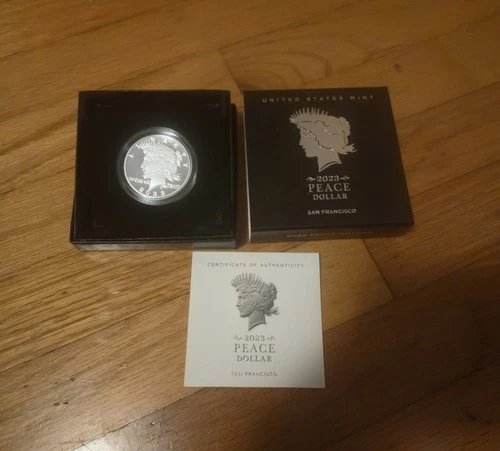 UNITED STATES MINT
2023
PEACE
DOLLAR
SAN FRANCISCO
CERTIFICATE OF AUTHENTICITY
2023
PEACE
DOLLAR
SAN FRANCISCO